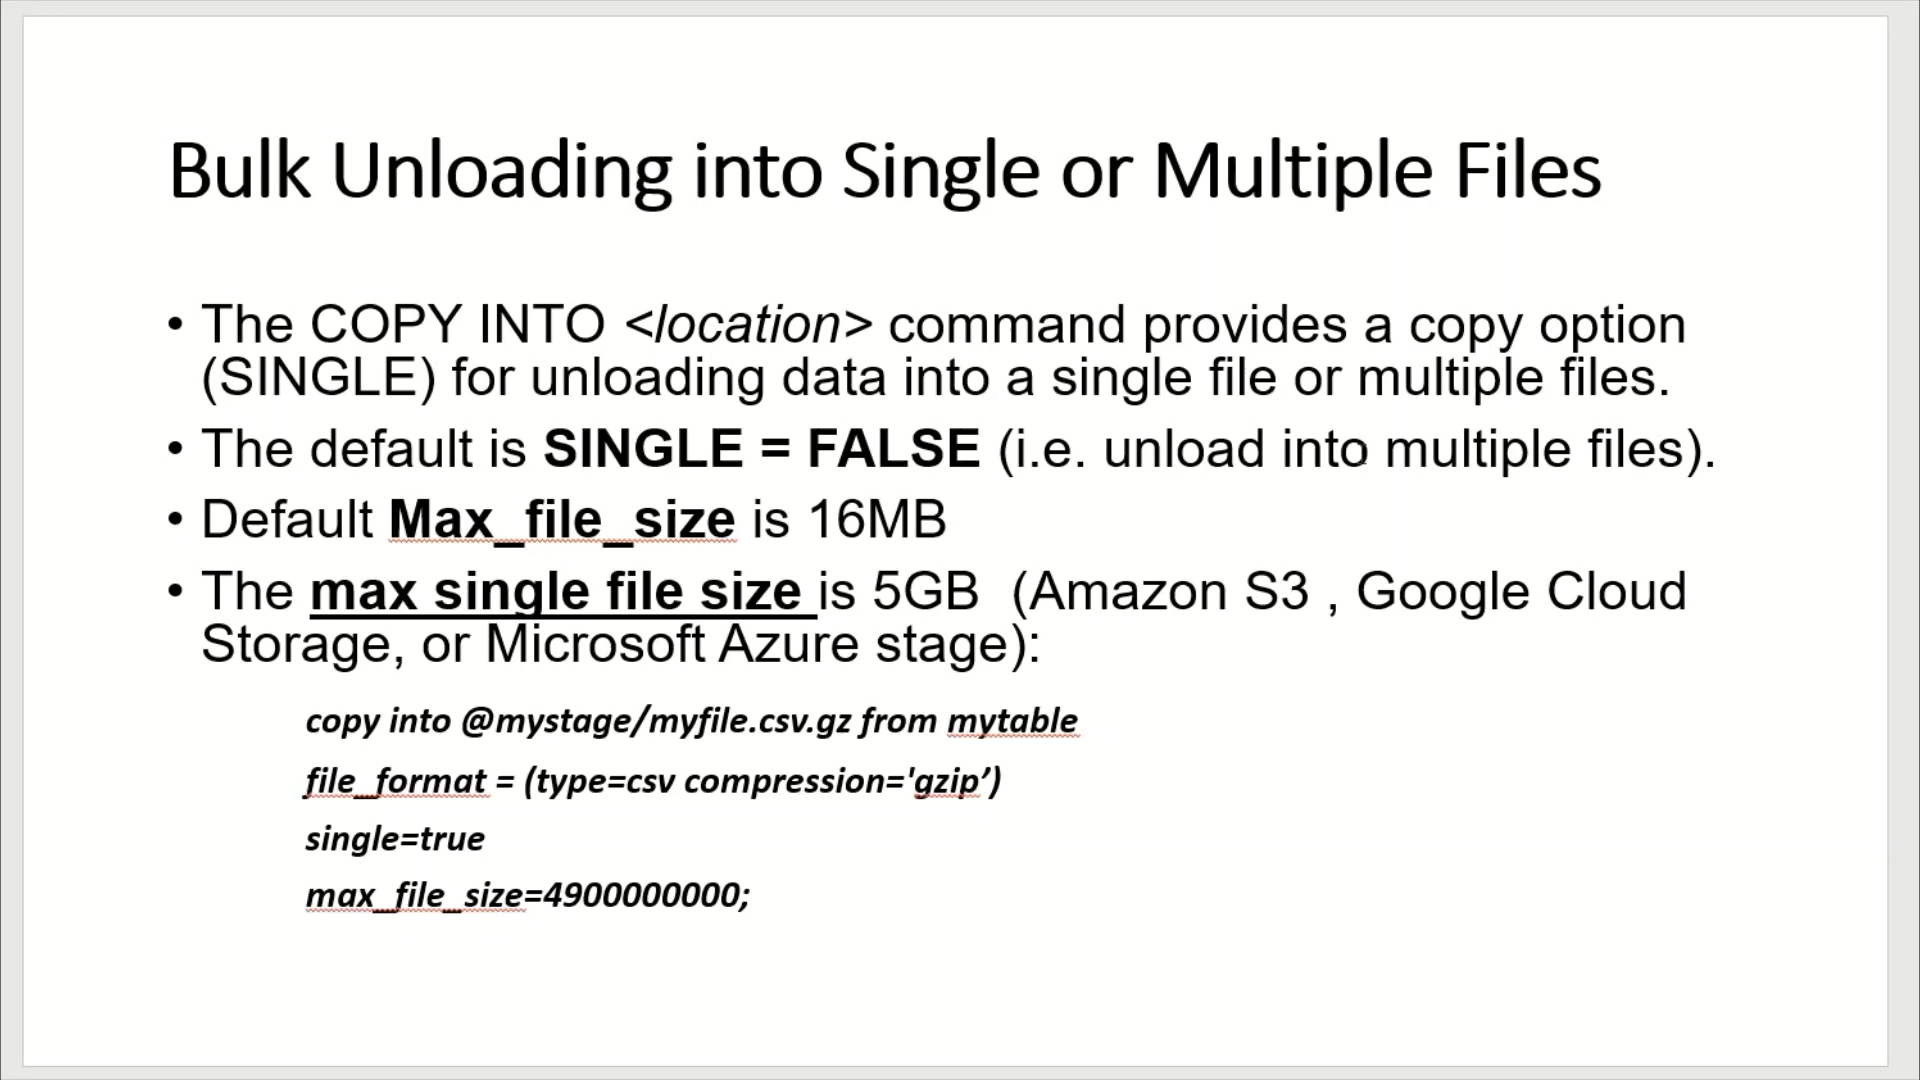 Bulk Unloading into Single or Multiple Files
• The COPY INTO <location> command provides a copy option
(SINGLE) for unloading data into a single file or multiple files.
• The default is SINGLE = FALSE (i.e. unload into multiple files).
• Default Max_file_size is 16MB
• The max single file size is 5GB  (Amazon S3 , Google Cloud
Storage, or Microsoft Azure stage):
copy into @mystage/myfile.csv.gz from mytable
file_format = (type=csv compression='gzip’)
single=true
max_file_size=4900000000;